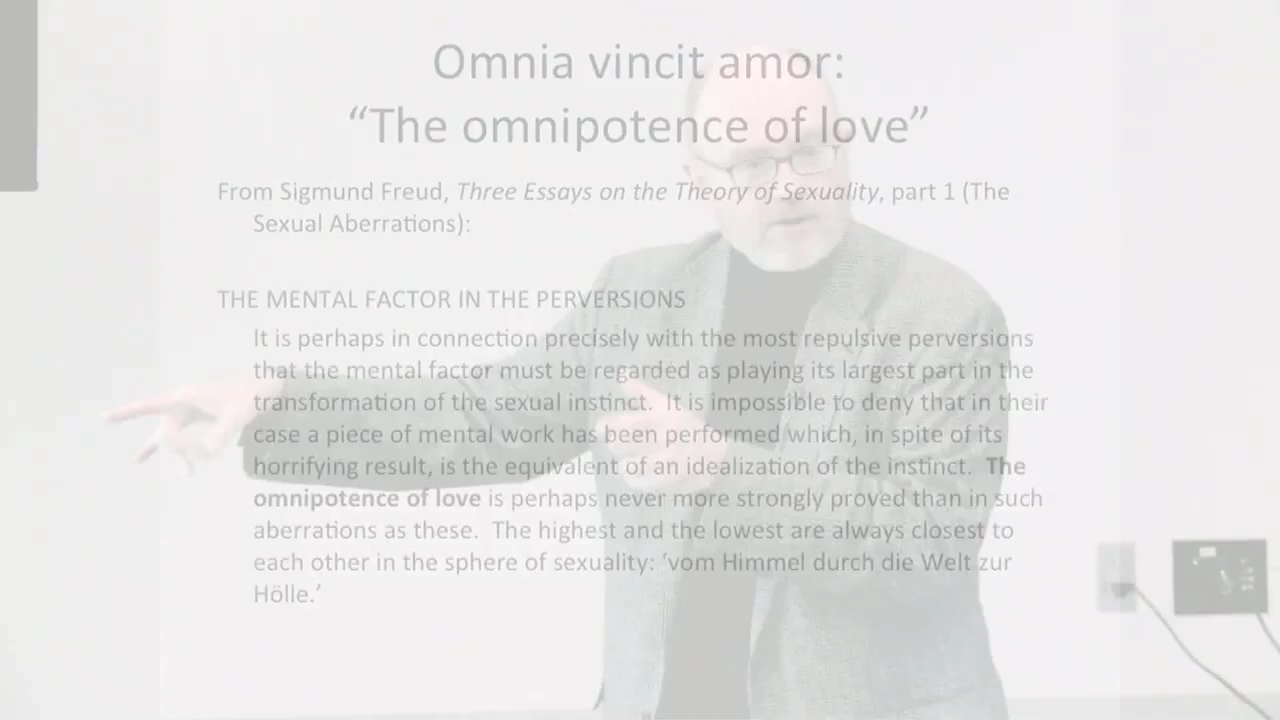 Omnia vincit amor:
“The omnipotence of love”
From Sigmund Freud, Three Essays on the Theory of Sexuality, part 1 (The
Sexual Aberrations):
THE MENTAL FACTOR IN THE PERVERSIONS
It is perhaps in connection precisely with the most repulsive perversions
that the mental factor must be regarded as playing its largest part in the
transformation of the sexual instinct.  It is impossible to deny that in their
case a piece of mental work has been performed which, in spite of its
horrifying result, is the equivalent of an idealization of the instinct.  The
omnipotence of love is perhaps never more strongly proved than in such
aberrations as these.  The highest and the lowest are always closest to
each other in the sphere of sexuality: ‘vom Himmel durch die Welt zur
Hölle.’